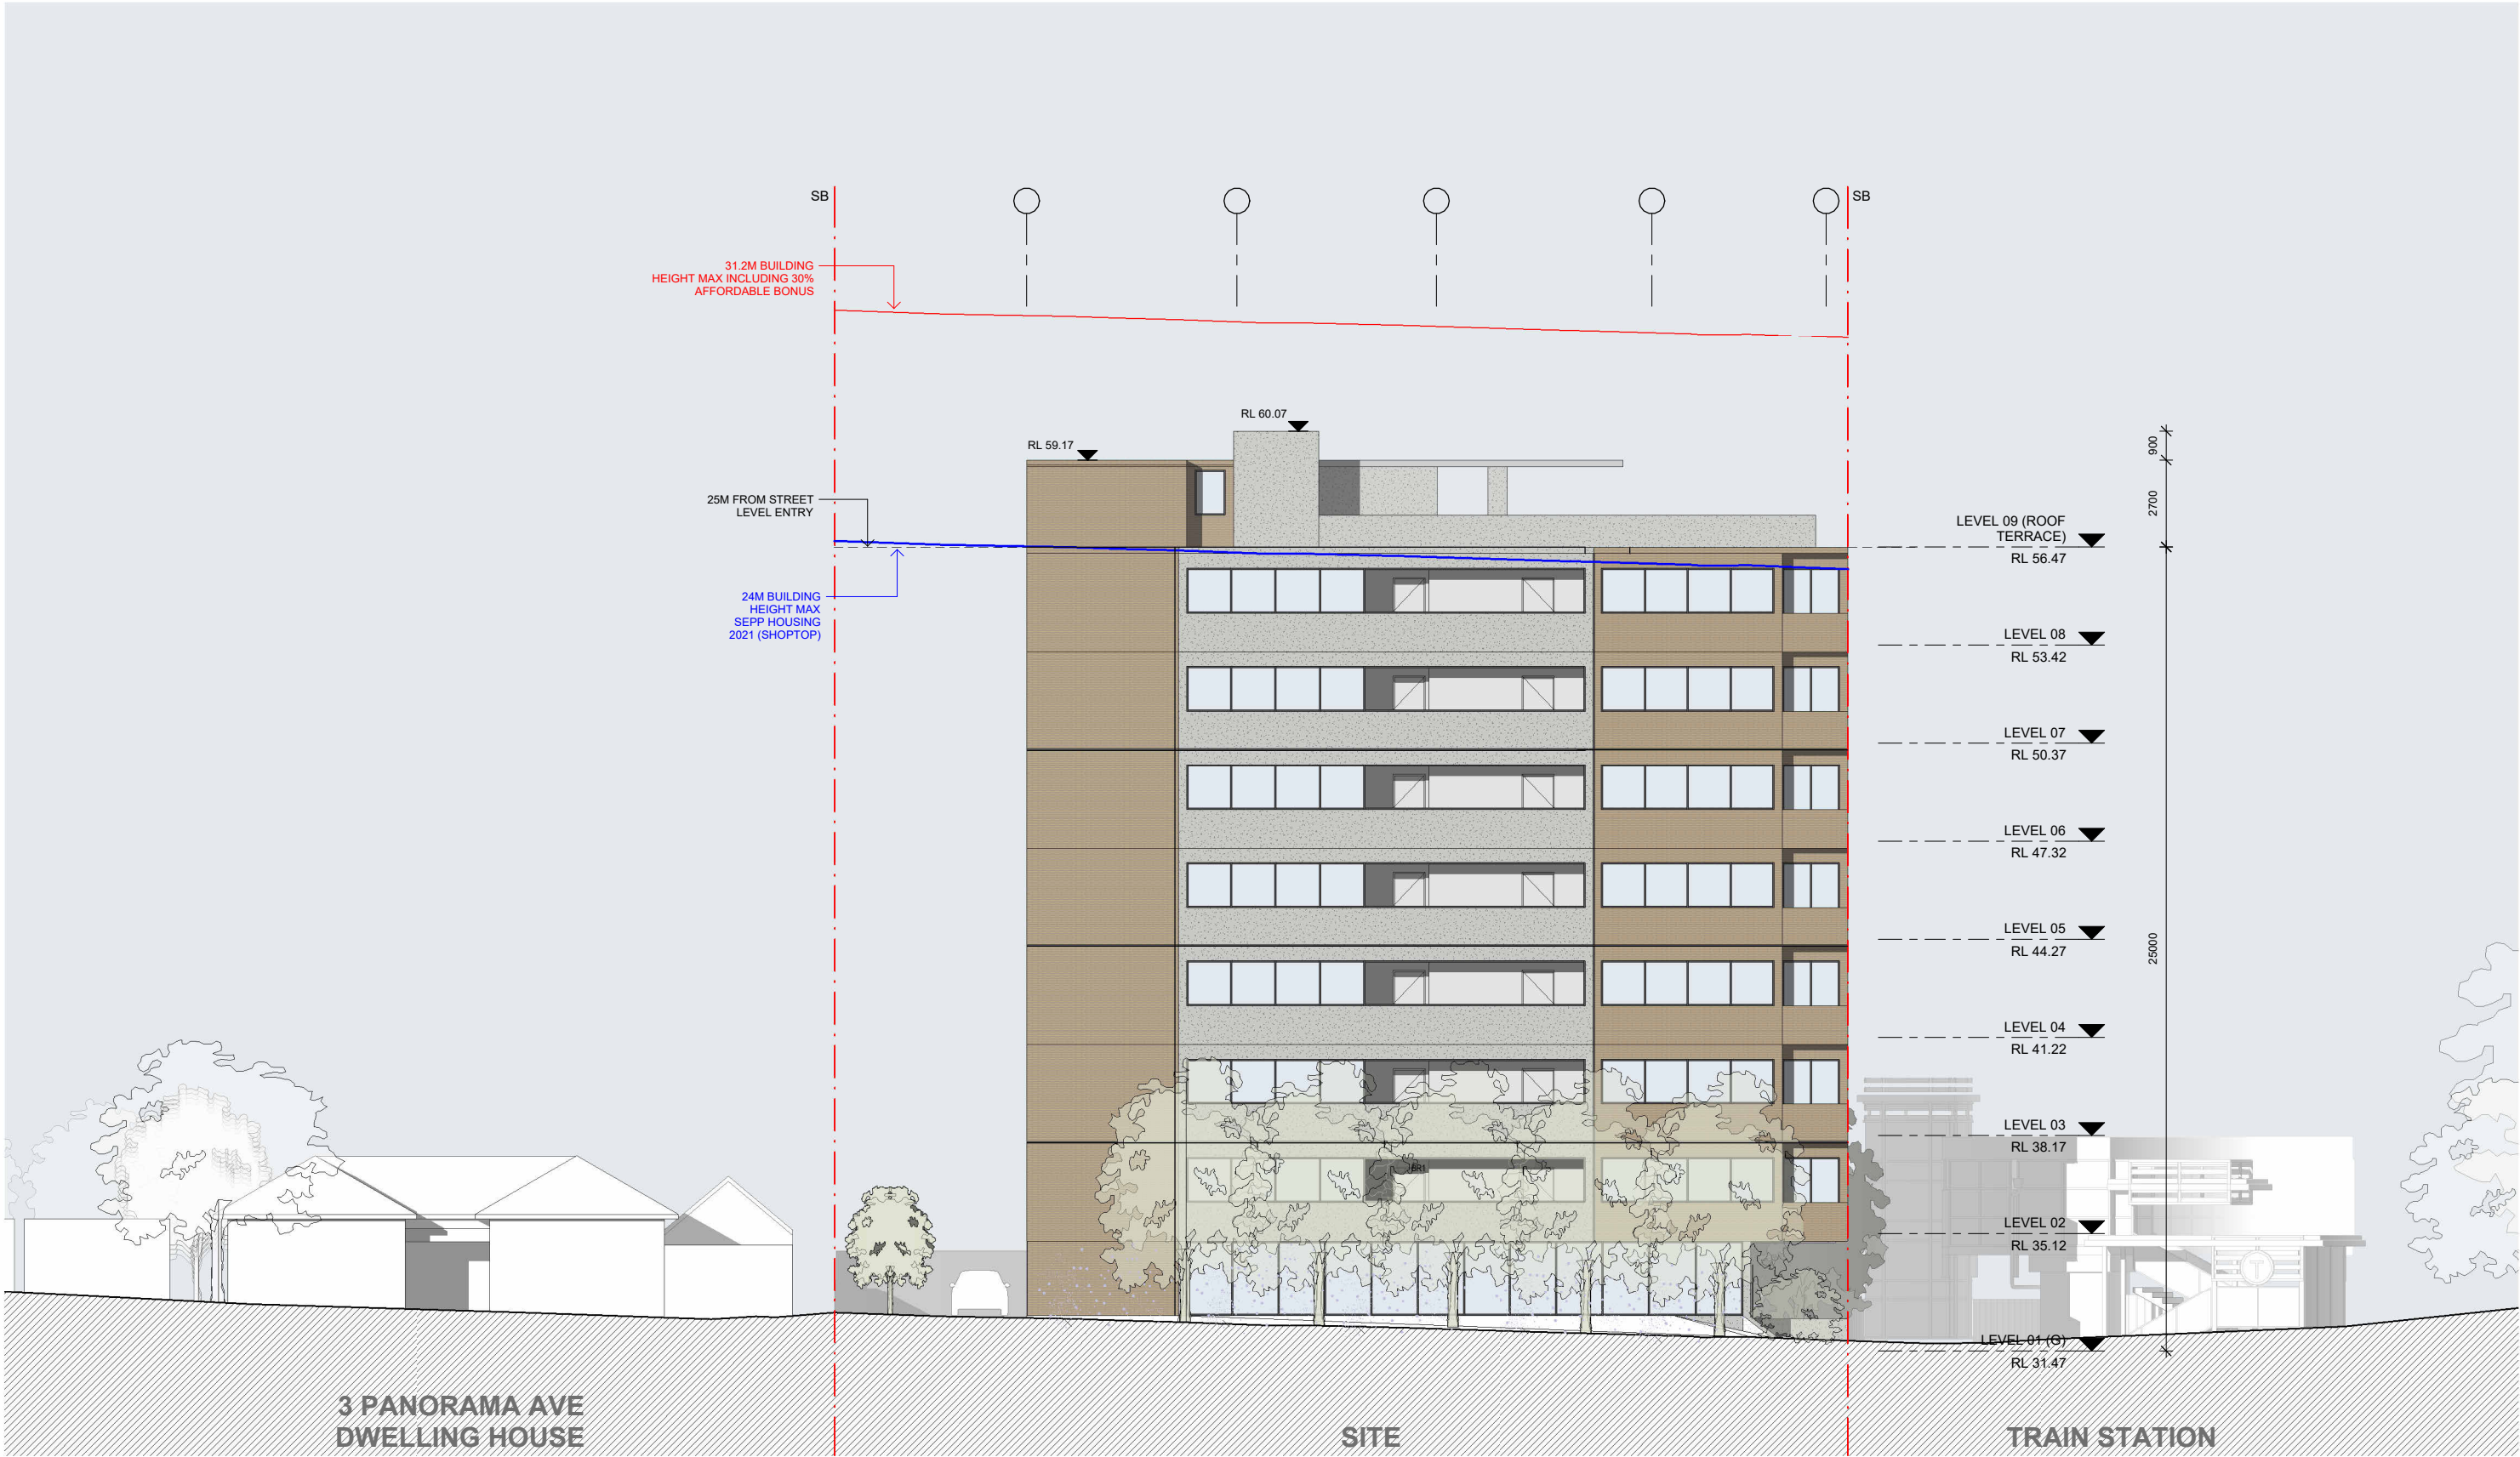 SB
SB
31.2M BUILDING
HEIGHT MAX INCLUDING 30%
AFFORDABLE BONUS
RL 60.07
RL 59.17
900
2700
25M FROM STREET
LEVEL ENTRY
LEVEL 09 (ROOF
TERRACE)
RL 56.47
24M BUILDING
HEIGHT MAX
SEPP HOUSING
2021 (SHOPTOP)
LEVEL 08
RL 53.42
LEVEL 07
RL 50.37
LEVEL 06
RL 47.32
LEVEL 05
RL 44.27
25000
LEVEL 04
RL 41.22
LEVEL 03
RL 38.17
LEVEL 02
RL 35.12
T
LEVEL 01 (G)
RL 31.47
3 PANORAMA AVE
DWELLING HOUSE
SITE
TRAIN STATION